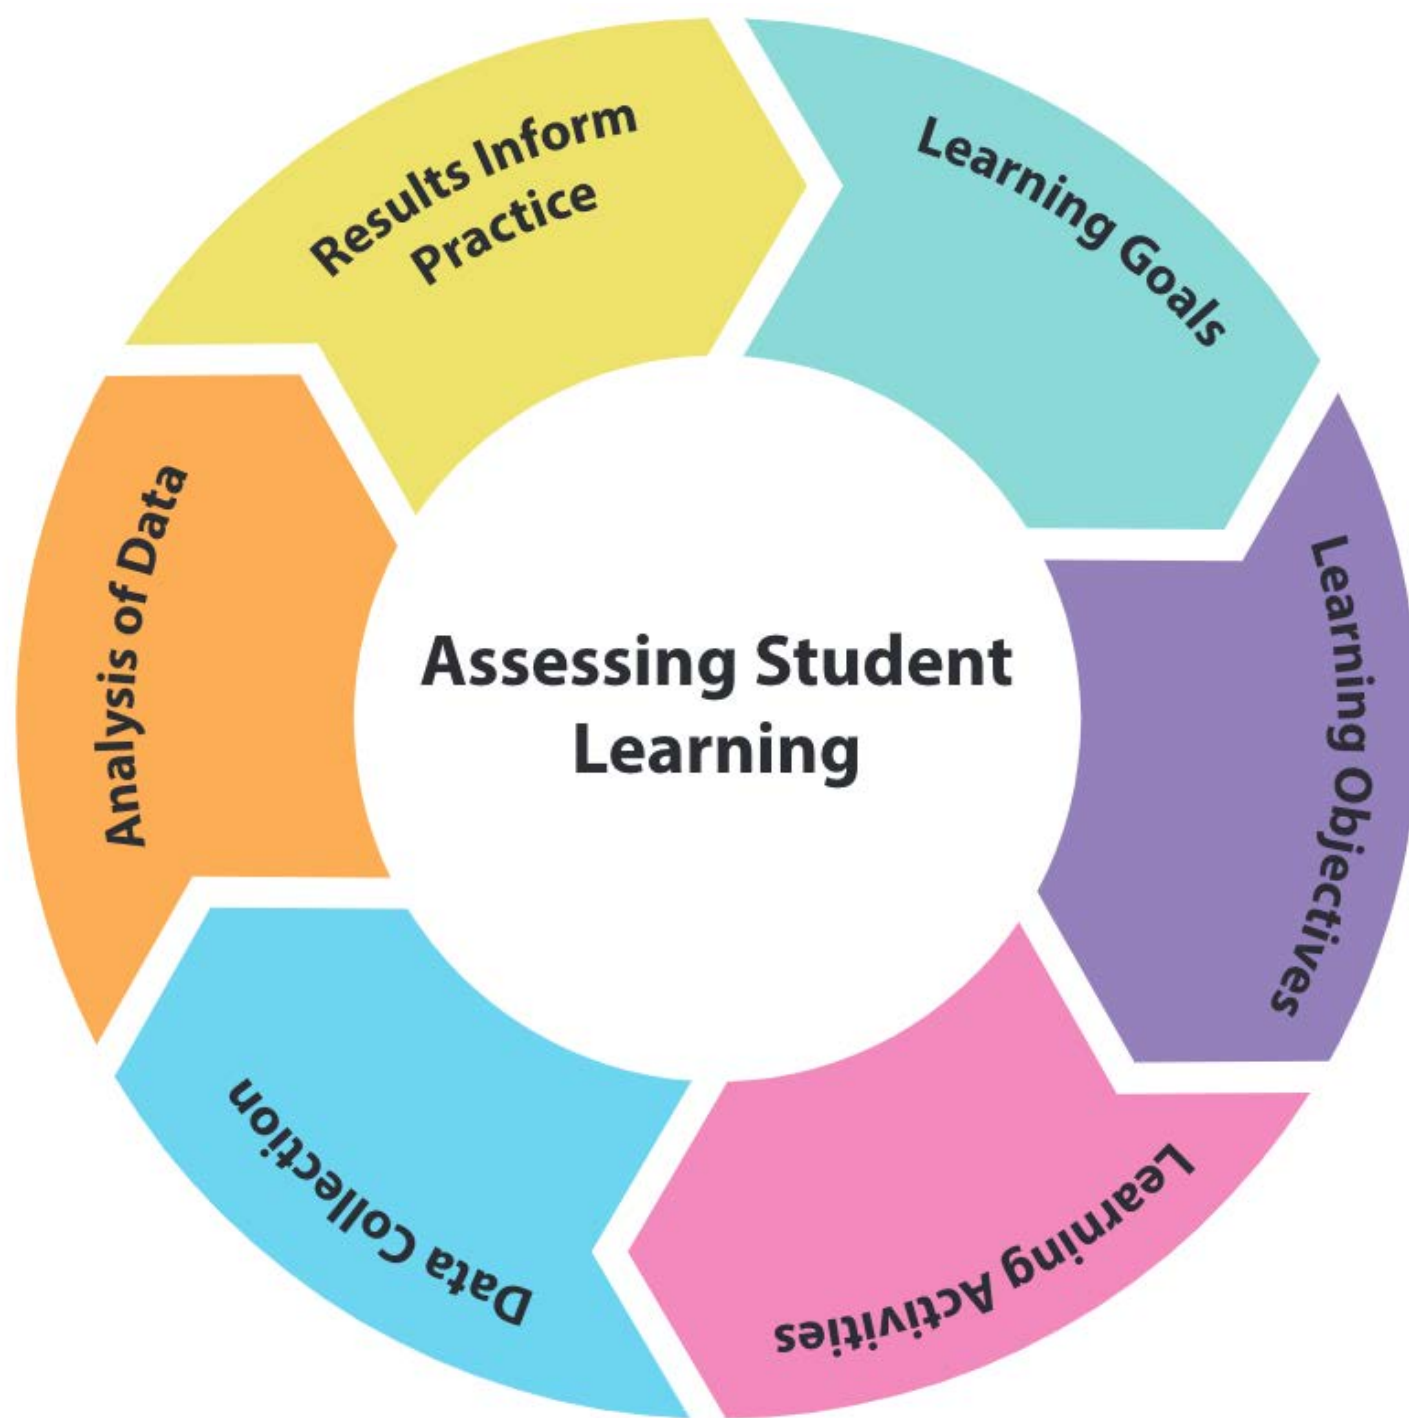 Results Inform
Practice
Learning Goals
Learning Objectives
Learning Activities
Data Collection
Analysis of Data
Assessing Student
Learning